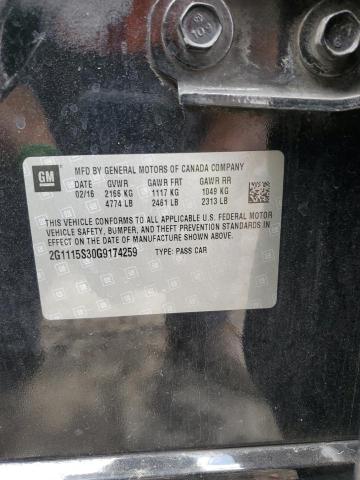 GM
MFD BY GENERAL MOTORS OF CANADA COMPANY
DATE GVWR GAWR FRT GAWR RR
02/16 2166 KG 1117 KG 1049 KG
4774 LB 2461 LB 2313 LB
THIS VEHICLE CONFORMS TO ALL APPLICABLE U.S. FEDERAL MOTOR
VEHICLE SAFETY, BUMPER, AND THEFT PREVENTION STANDARDS IN
EFFECT ON THE DATE OF MANUFACTURE SHOWN ABOVE.
2G1115S30G9174259 TYPE: PASS CAR